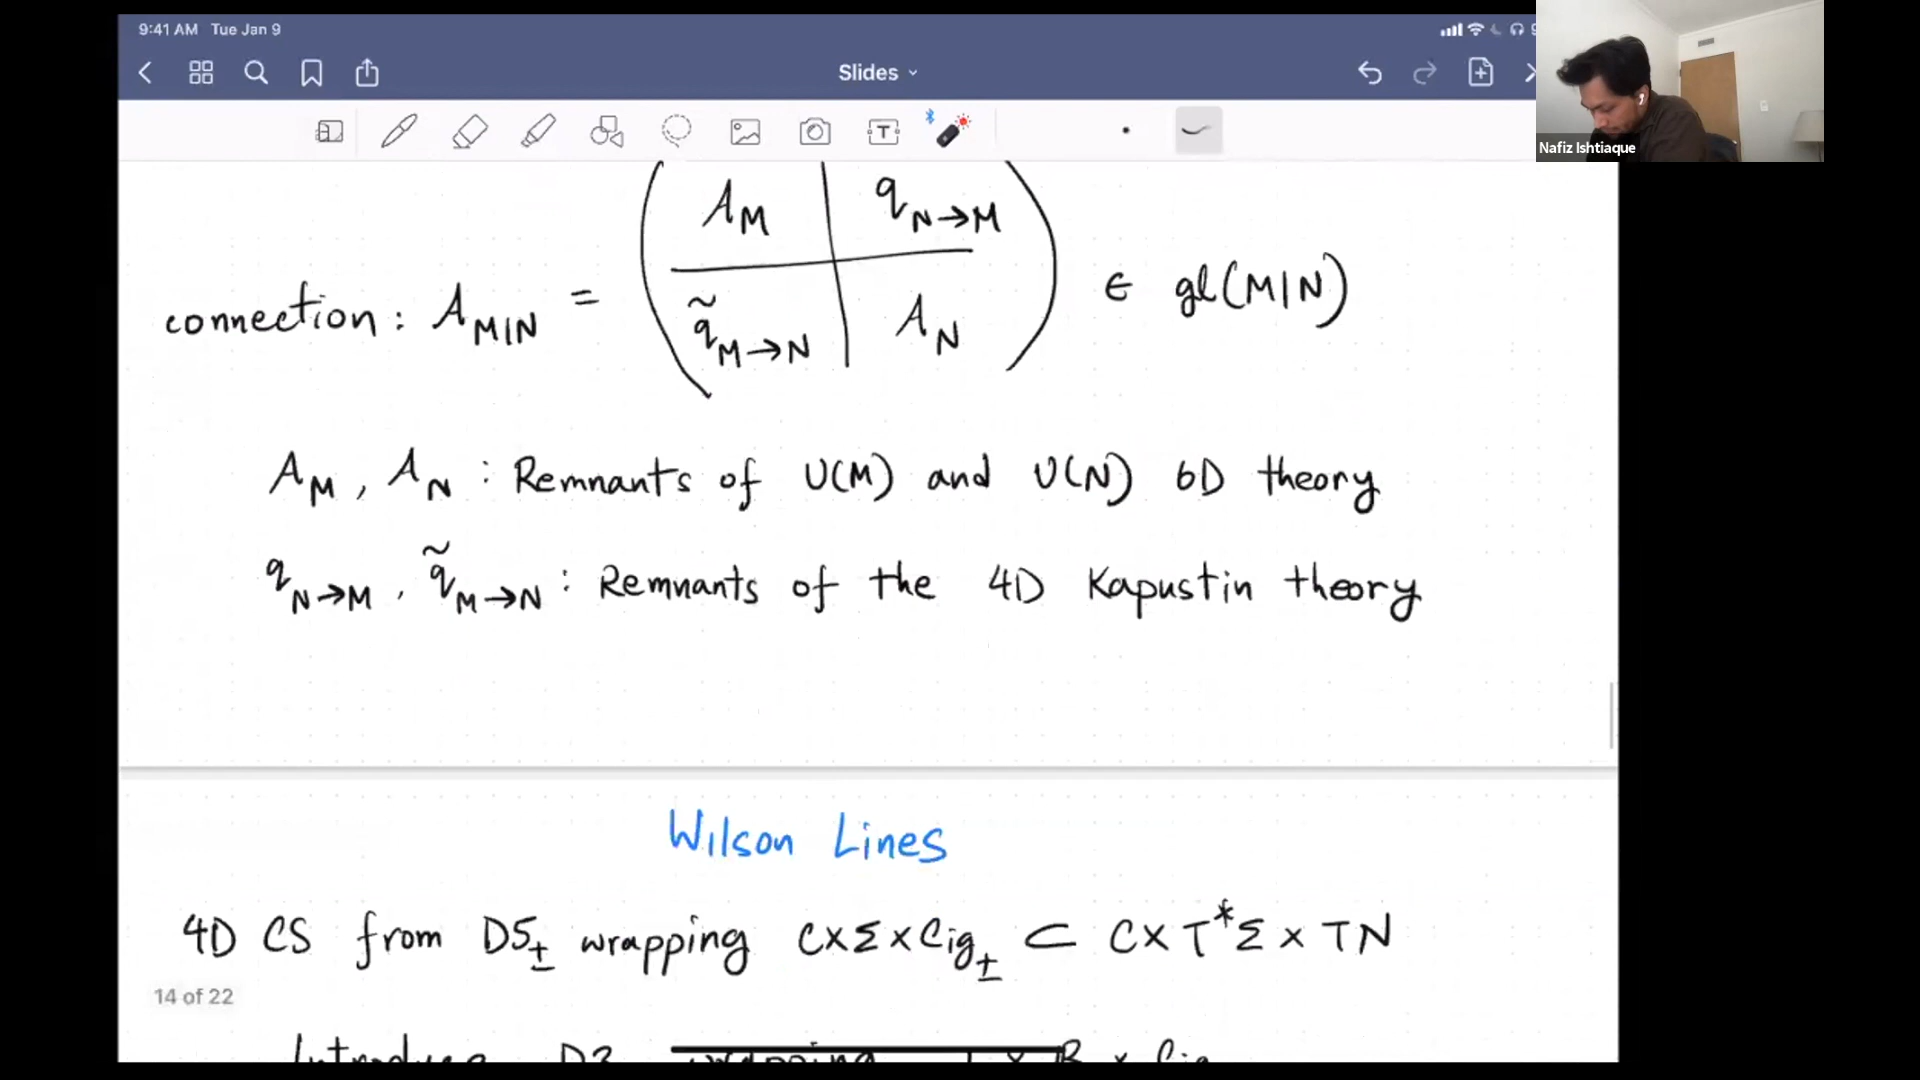 9:41 AM Tue Jan 9
Slides
Nafiz Ishtiaque
connection: A_{M|N} = ( A_M | q_{N→M} / q̃_{M→N} | A_N ) ∈ gl(M|N)
A_M, A_N : Remnants of U(M) and U(N) 6D theory
q_{N→M}, q̃_{M→N} : Remnants of the 4D Kapustin theory
Wilson Lines
4D CS from D5_± wrapping C×Σ×Cig_± ⊂ C×T*Σ×TN
14 of 22
Introduce